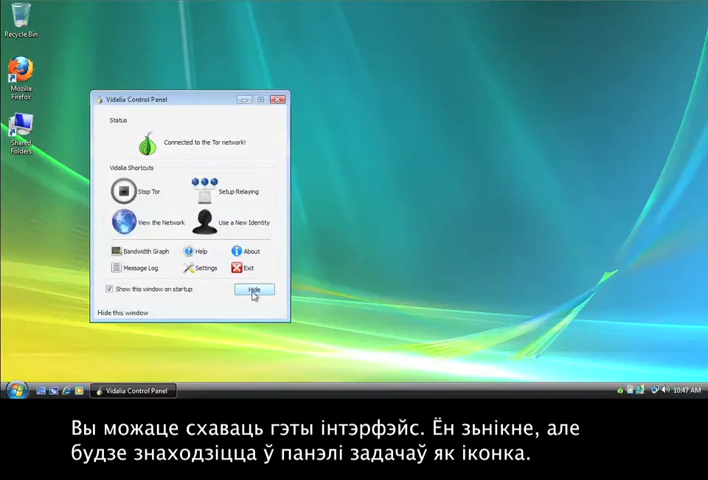 Recycle Bin
Mozilla
Firefox
Shared
Folders
Vidalia Control Panel
Status
Connected to the Tor network!
Vidalia Shortcuts
Stop Tor
Setup Relaying
View the Network
Use a New Identity
Bandwidth Graph
Help
About
Message Log
Settings
Exit
Show this window on startup
Hide
Hide this window
Vidalia Control Panel
10:47 AM
Вы можаце схаваць гэты інтэрфэйс. Ён зьнікне, але
будзе знаходзіцца ў панэлі задачаў як іконка.